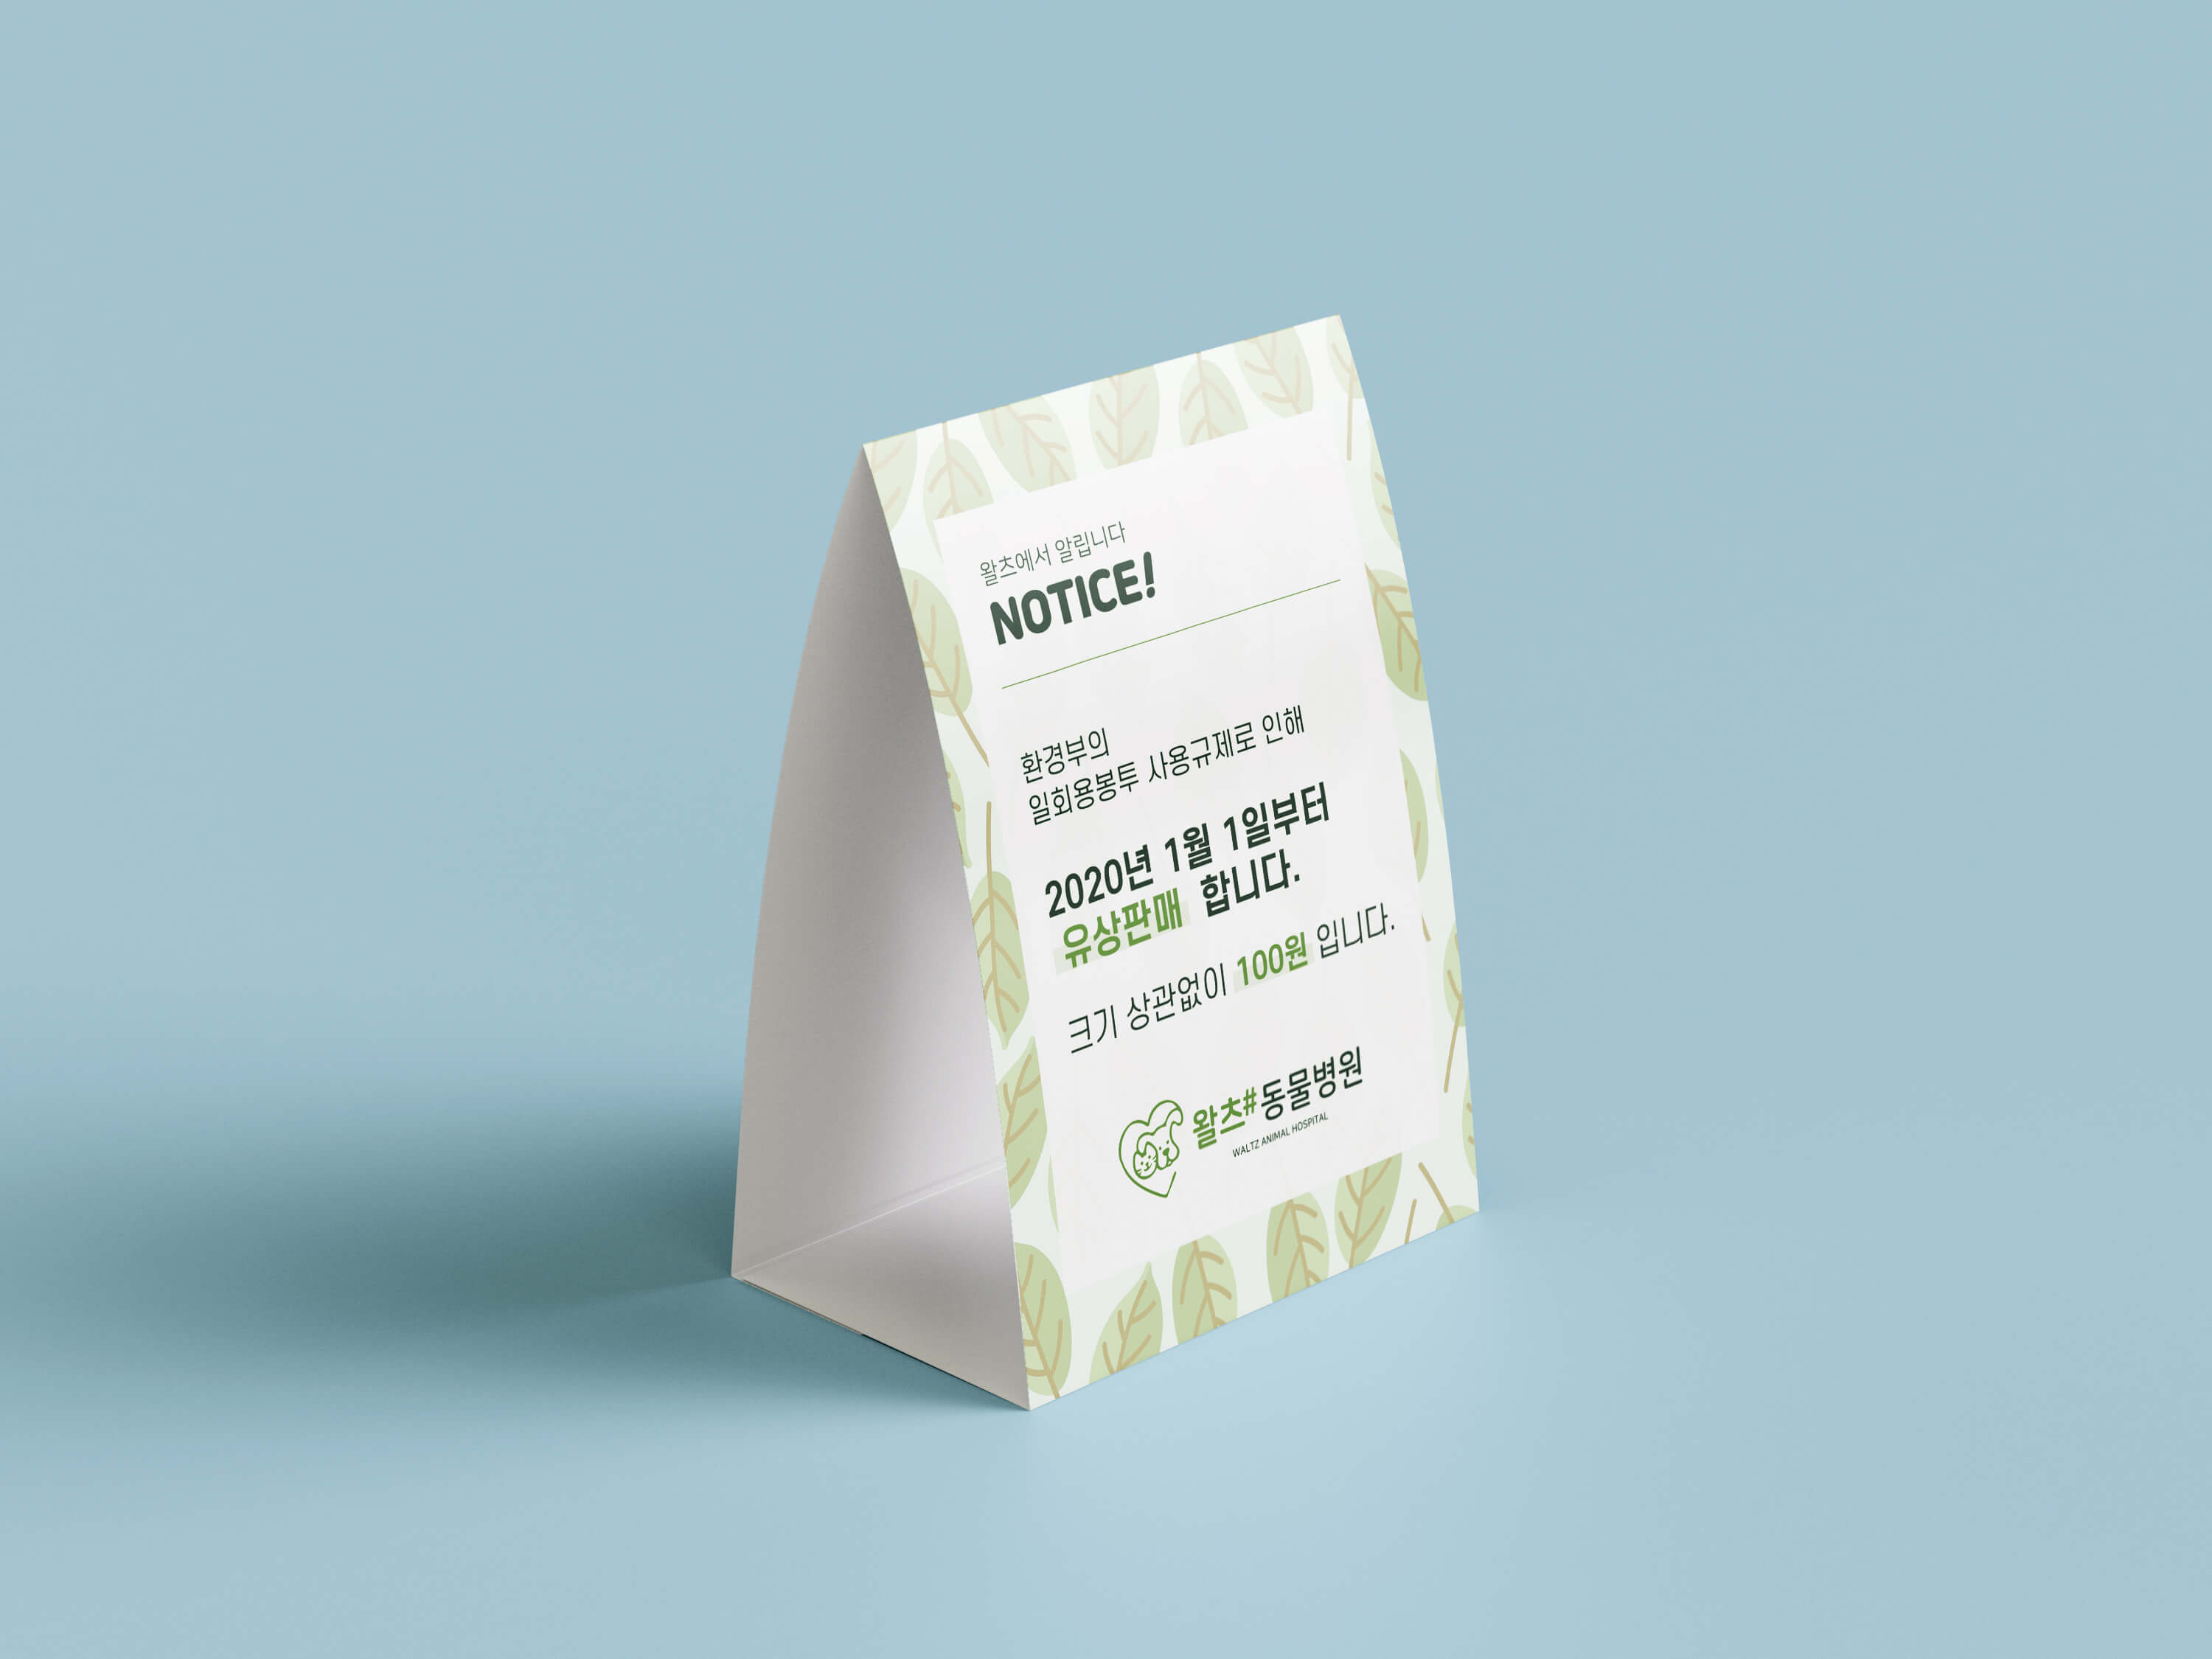 왈츠에서 알립니다
NOTICE!
환경부의
일회용봉투 사용규제로 인해
2020년 1월 1일부터
유상판매 합니다.
크기 상관없이 100원 입니다.
왈츠#동물병원
WALTZ ANIMAL HOSPITAL